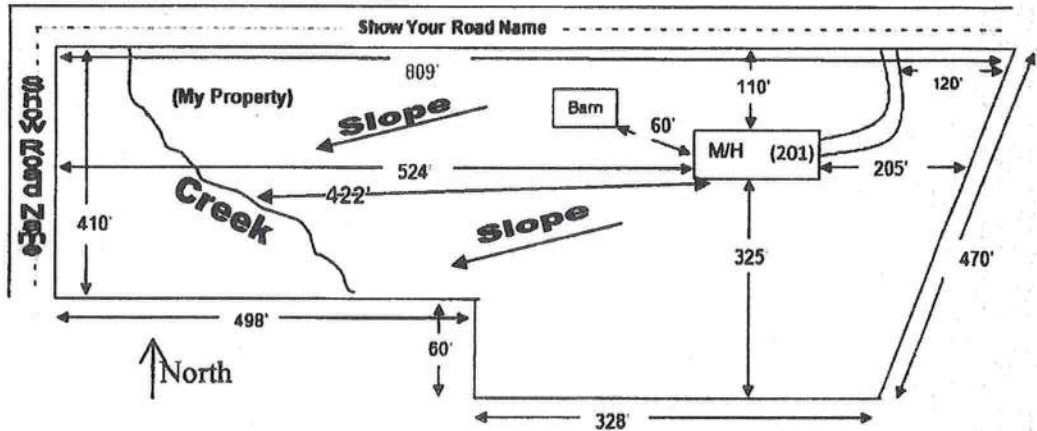 Show Your Road Name
Show Road Name
809'
110'
120'
(My Property)
Slope
Barn
60'
M/H (201)
524'
205'
422'
Creek
410'
Slope
325'
470'
498'
60'
North
328'